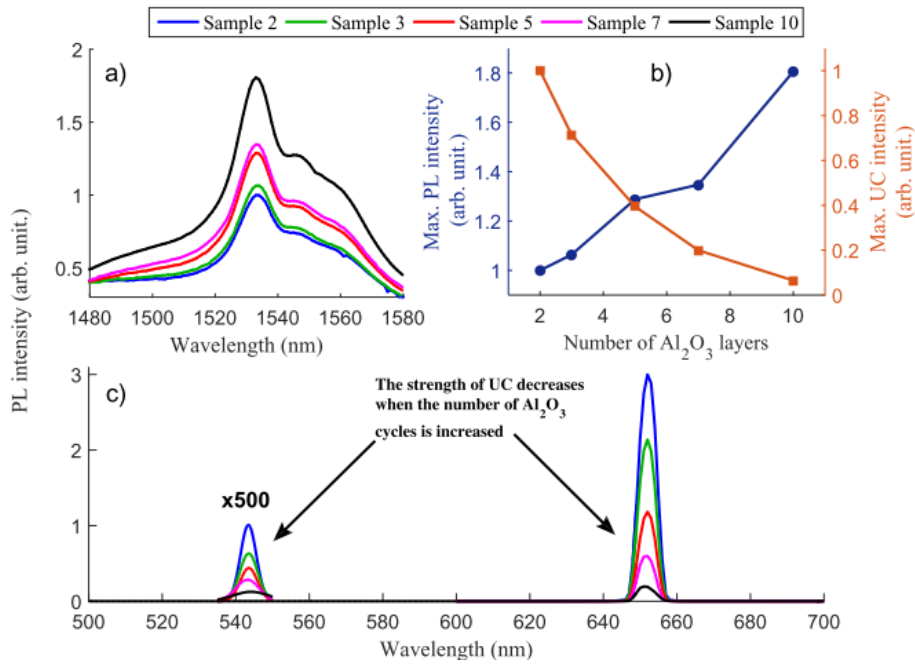 Sample 2 Sample 3 Sample 5 Sample 7 Sample 10
a)
2
1.5
1
0.5
1480 1500 1520 1540 1560 1580
Wavelength (nm)
PL intensity (arb. unit.)
b)
1.8
1.6
1.4
1.2
1
Max. PL intensity
(arb. unit.)
1
0.8
0.6
0.4
0.2
0
Max. UC intensity
(arb. unit.)
2 4 6 8 10
Number of Al2O3 layers
c)
3
2
1
0
The strength of UC decreases
when the number of Al2O3
cycles is increased
x500
500 520 540 560 580 600 620 640 660 680 700
Wavelength (nm)